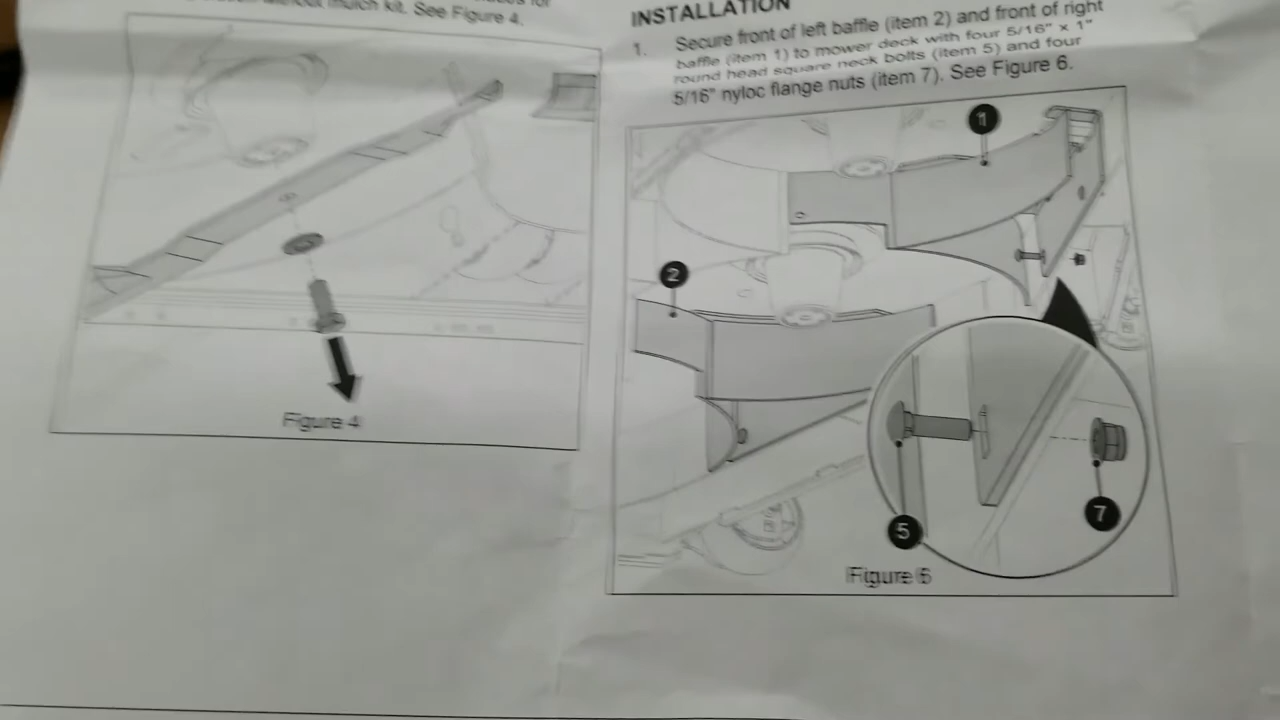 mulch kit. See Figure 4.
Figure 4
INSTALLATION
1. Secure front of left baffle (item 2) and front of right
baffle (item 1) to mower deck with four 5/16" x 1"
round head square neck bolts (item 5) and four
5/16" nyloc flange nuts (item 7). See Figure 6.
1
2
5
7
Figure 6